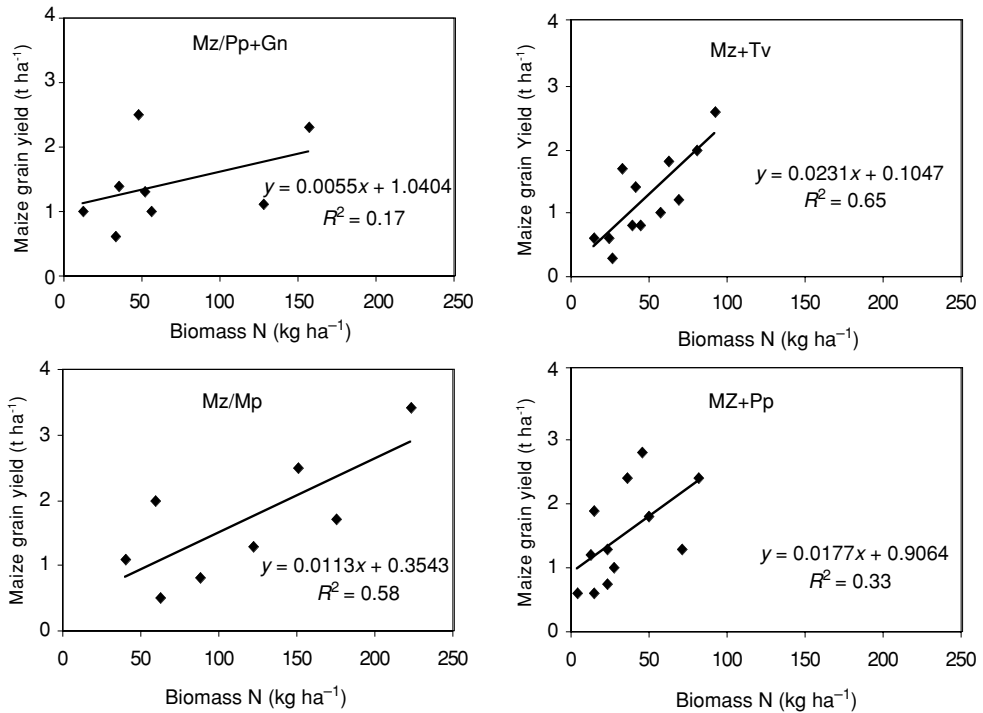 Mz/Pp+Gn
Maize grain yield (t ha⁻¹)
4
3
2
1
0
y = 0.0055x + 1.0404
R² = 0.17
0 50 100 150 200 250
Biomass N (kg ha⁻¹)
Mz+Tv
Maize grain Yield (t ha⁻¹)
4
3
2
1
0
y = 0.0231x + 0.1047
R² = 0.65
0 50 100 150 200 250
Biomass N (kg ha⁻¹)
Mz/Mp
Maize grain yield (t ha⁻¹)
4
3
2
1
0
y = 0.0113x + 0.3543
R² = 0.58
0 50 100 150 200 250
Biomass N (kg ha⁻¹)
MZ+Pp
Maize grain yield (t ha⁻¹)
4
3
2
1
0
y = 0.0177x + 0.9064
R² = 0.33
0 50 100 150 200 250
Biomass N (kg ha⁻¹)